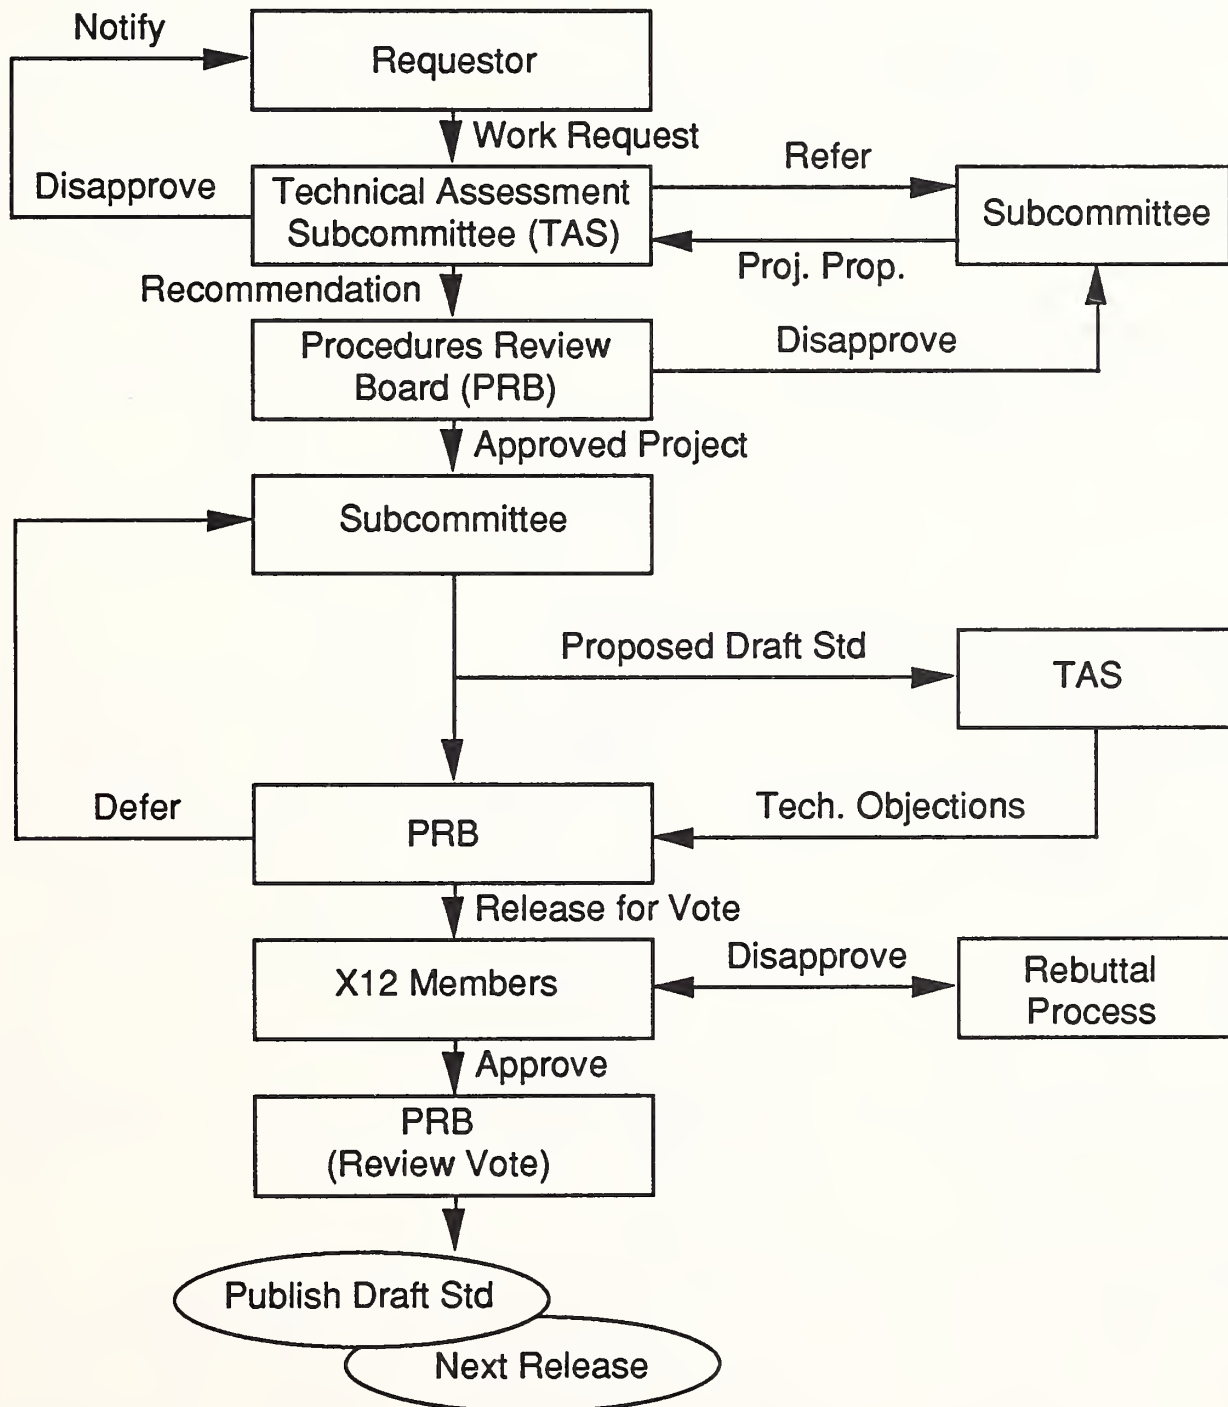 Notify
Requestor
Work Request
Refer
Disapprove
Technical Assessment
Subcommittee (TAS)
Subcommittee
Proj. Prop.
Recommendation
Procedures Review
Board (PRB)
Disapprove
Approved Project
Subcommittee
Proposed Draft Std
TAS
Defer
PRB
Tech. Objections
Release for Vote
X12 Members
Disapprove
Rebuttal
Process
Approve
PRB
(Review Vote)
Publish Draft Std
Next Release